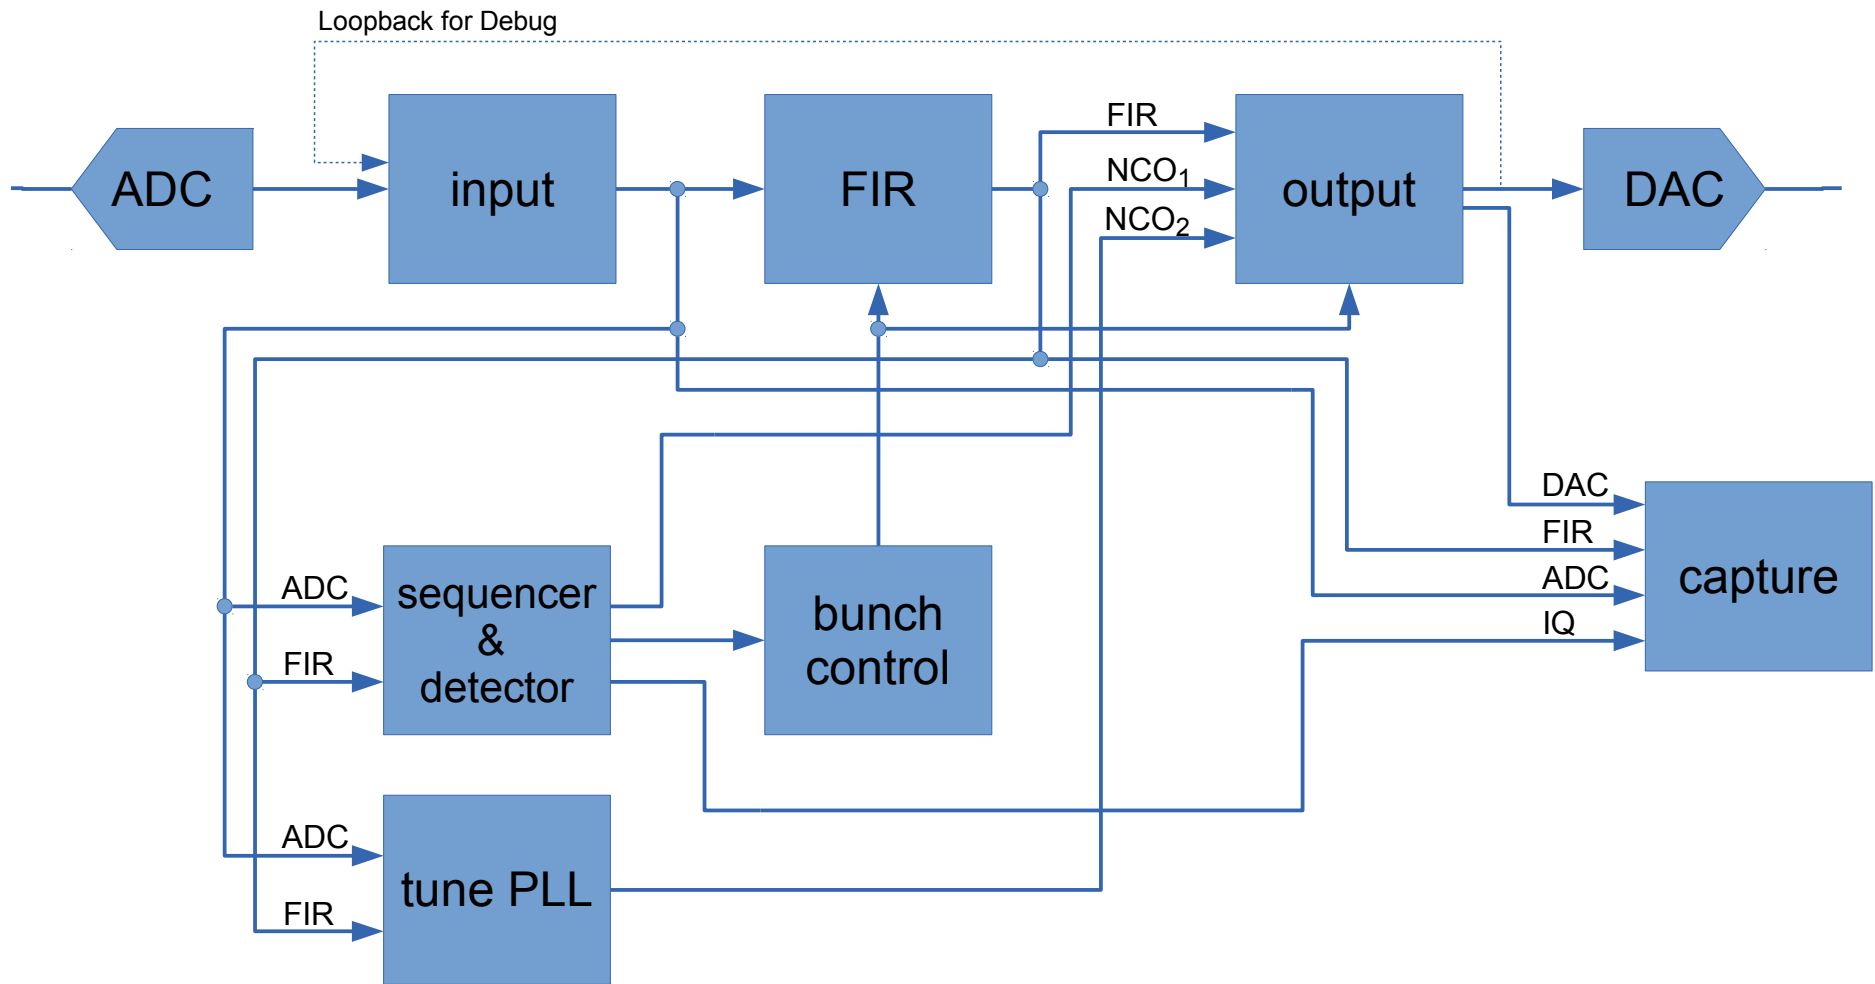 Loopback for Debug
ADC
input
FIR
FIR
NCO1
NCO2
output
DAC
ADC
FIR
sequencer
&
detector
bunch
control
DAC
FIR
ADC
IQ
capture
ADC
FIR
tune PLL